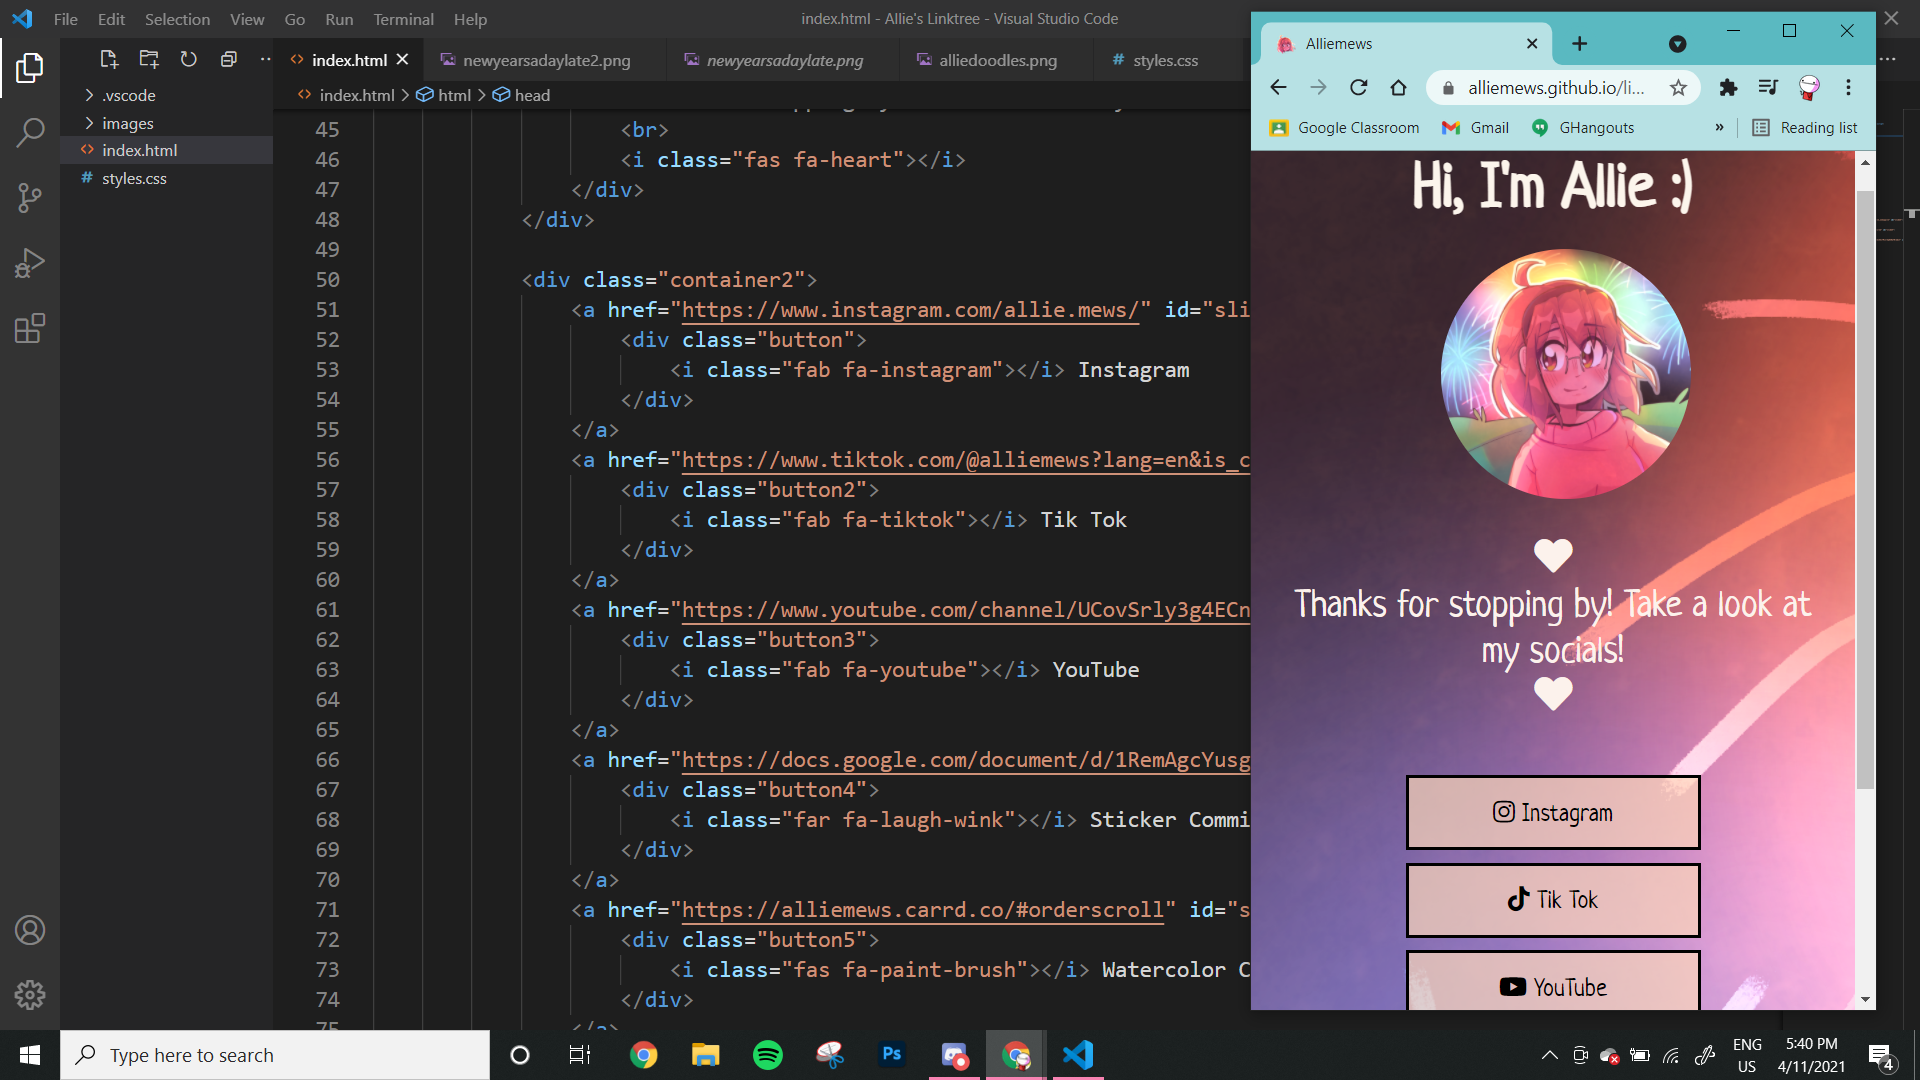 File Edit Selection View Go Run Terminal Help
index.html - Allie's Linktree - Visual Studio Code
index.html
newyearsadaylate2.png
newyearsadaylate.png
alliedoodles.png
# styles.css
index.html > html > head
.vscode
images
index.html
# styles.css
45 <br>
46 <i class="fas fa-heart"></i>
47 </div>
48 </div>
49
50 <div class="container2">
51 <a href="https://www.instagram.com/allie.mews/" id="sli
52 <div class="button">
53 <i class="fab fa-instagram"></i> Instagram
54 </div>
55 </a>
56 <a href="https://www.tiktok.com/@alliemews?lang=en&is_c
57 <div class="button2">
58 <i class="fab fa-tiktok"></i> Tik Tok
59 </div>
60 </a>
61 <a href="https://www.youtube.com/channel/UCovSrly3g4ECn
62 <div class="button3">
63 <i class="fab fa-youtube"></i> YouTube
64 </div>
65 </a>
66 <a href="https://docs.google.com/document/d/1RemAgcYusg
67 <div class="button4">
68 <i class="far fa-laugh-wink"></i> Sticker Commi
69 </div>
70 </a>
71 <a href="https://alliemews.carrd.co/#orderscroll" id="s
72 <div class="button5">
73 <i class="fas fa-paint-brush"></i> Watercolor C
74 </div>
75 </a>
Alliemews
alliemews.github.io/li...
Google Classroom Gmail GHangouts » Reading list
Hi, I'm Allie :)
Thanks for stopping by! Take a look at
my socials!
Instagram
Tik Tok
YouTube
Type here to search
Ps
ENG
US
5:40 PM
4/11/2021
4